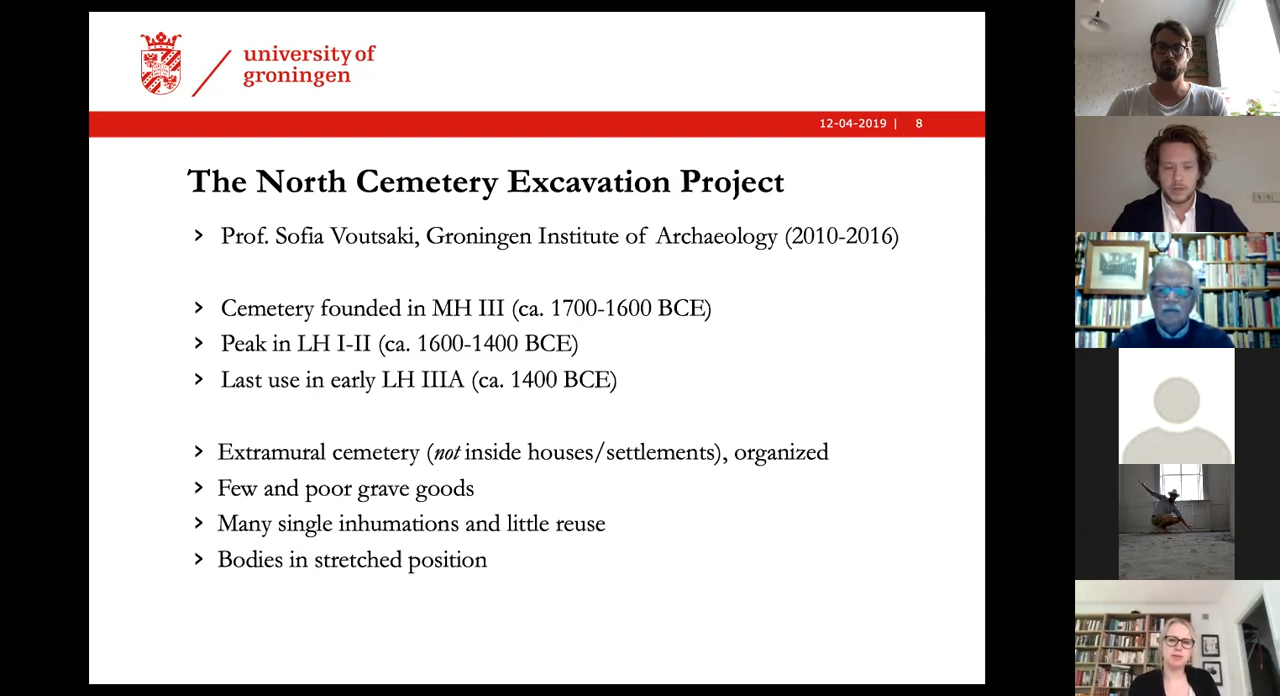 university of
groningen
12-04-2019 | 8
The North Cemetery Excavation Project
› Prof. Sofia Voutsaki, Groningen Institute of Archaeology (2010-2016)
› Cemetery founded in MH III (ca. 1700-1600 BCE)
› Peak in LH I-II (ca. 1600-1400 BCE)
› Last use in early LH IIIA (ca. 1400 BCE)
› Extramural cemetery (not inside houses/settlements), organized
› Few and poor grave goods
› Many single inhumations and little reuse
› Bodies in stretched position